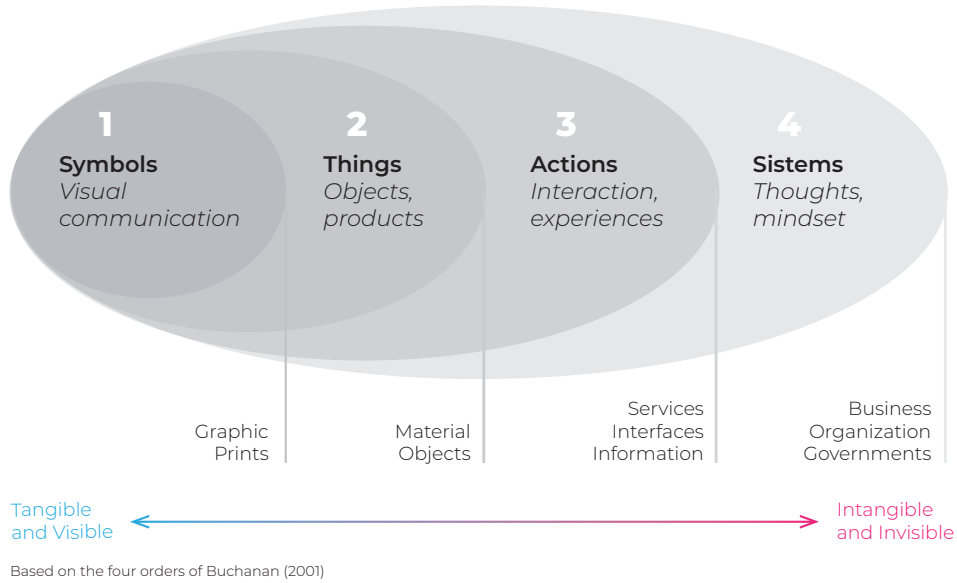 1
Symbols
Visual
communication
2
Things
Objects,
products
3
Actions
Interaction,
experiences
4
Sistems
Thoughts,
mindset
Graphic
Prints
Material
Objects
Services
Interfaces
Information
Business
Organization
Governments
Tangible
and Visible
Intangible
and Invisible
Based on the four orders of Buchanan (2001)